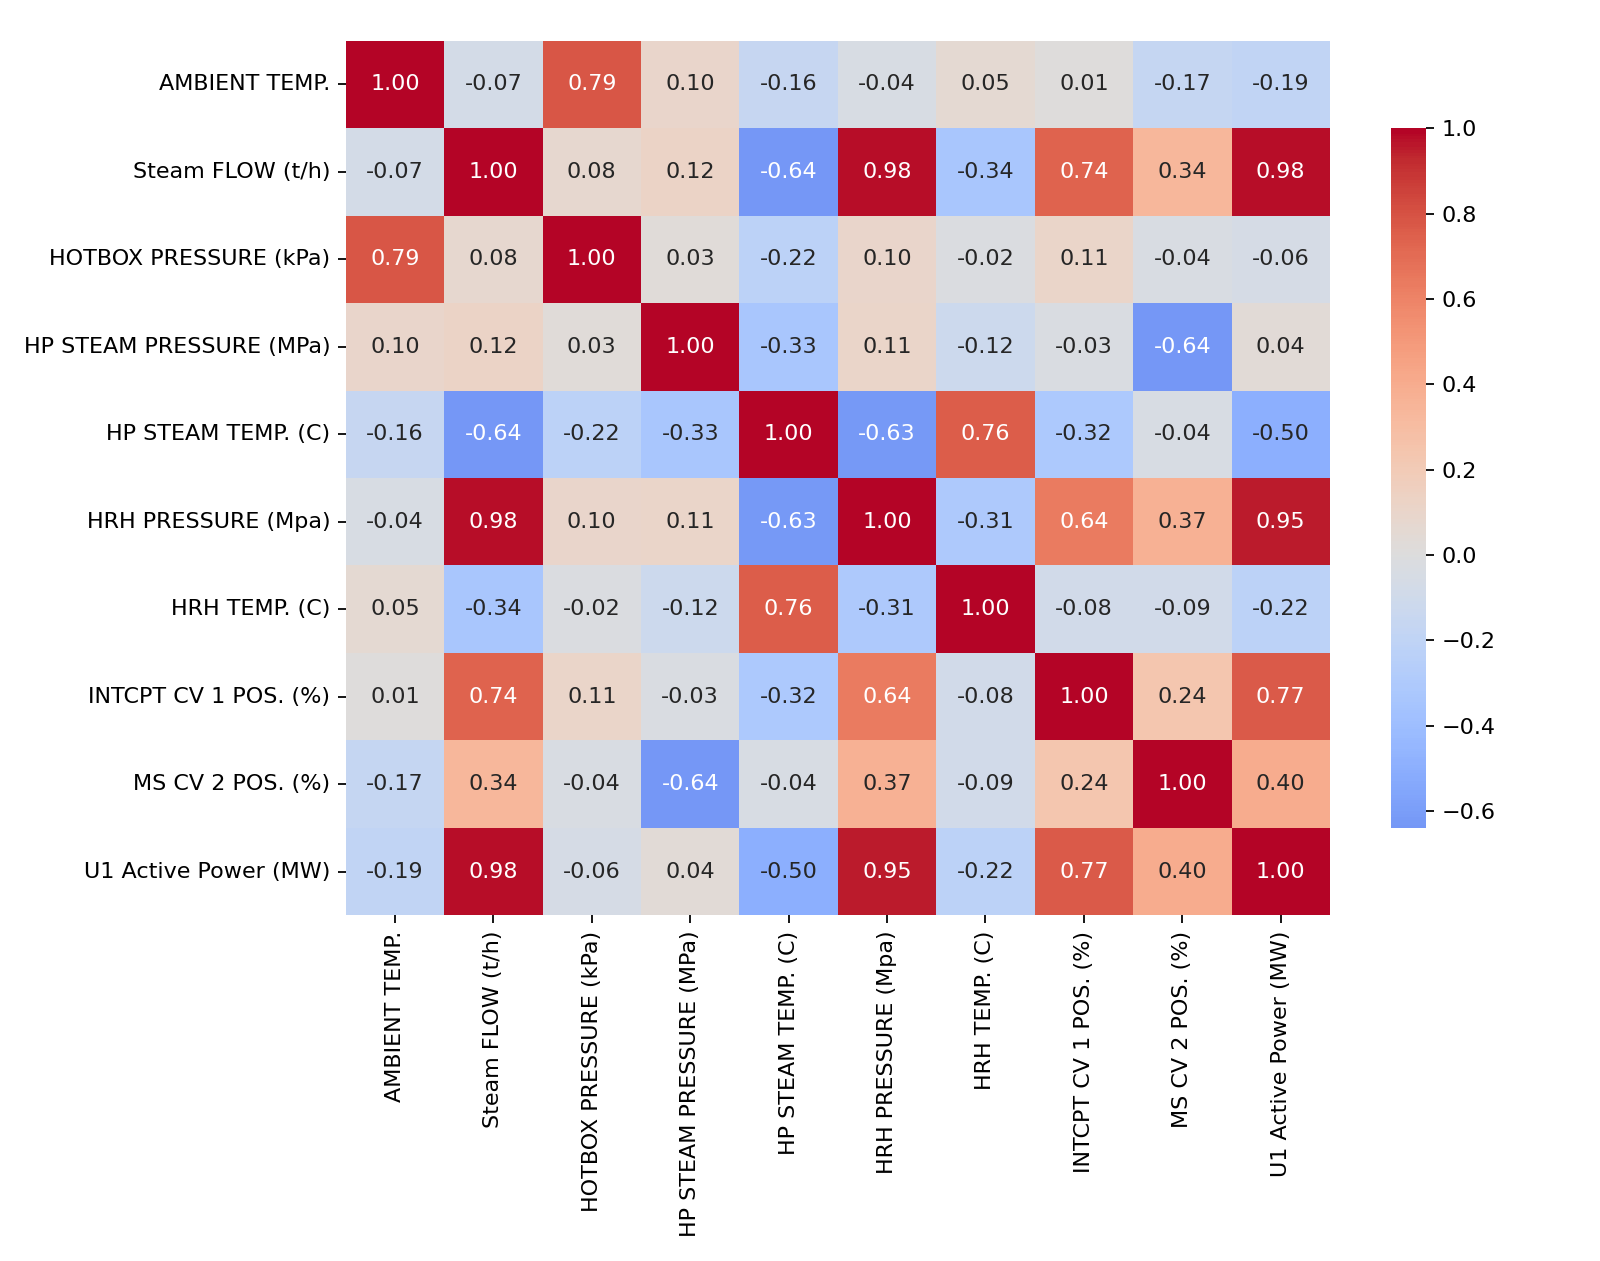 AMBIENT TEMP. 1.00 -0.07 0.79 0.10 -0.16 -0.04 0.05 0.01 -0.17 -0.19
Steam FLOW (t/h) -0.07 1.00 0.08 0.12 -0.64 0.98 -0.34 0.74 0.34 0.98
HOTBOX PRESSURE (kPa) 0.79 0.08 1.00 0.03 -0.22 0.10 -0.02 0.11 -0.04 -0.06
HP STEAM PRESSURE (MPa) 0.10 0.12 0.03 1.00 -0.33 0.11 -0.12 -0.03 -0.64 0.04
HP STEAM TEMP. (C) -0.16 -0.64 -0.22 -0.33 1.00 -0.63 0.76 -0.32 -0.04 -0.50
HRH PRESSURE (Mpa) -0.04 0.98 0.10 0.11 -0.63 1.00 -0.31 0.64 0.37 0.95
HRH TEMP. (C) 0.05 -0.34 -0.02 -0.12 0.76 -0.31 1.00 -0.08 -0.09 -0.22
INTCPT CV 1 POS. (%) 0.01 0.74 0.11 -0.03 -0.32 0.64 -0.08 1.00 0.24 0.77
MS CV 2 POS. (%) -0.17 0.34 -0.04 -0.64 -0.04 0.37 -0.09 0.24 1.00 0.40
U1 Active Power (MW) -0.19 0.98 -0.06 0.04 -0.50 0.95 -0.22 0.77 0.40 1.00
AMBIENT TEMP.
Steam FLOW (t/h)
HOTBOX PRESSURE (kPa)
HP STEAM PRESSURE (MPa)
HP STEAM TEMP. (C)
HRH PRESSURE (Mpa)
HRH TEMP. (C)
INTCPT CV 1 POS. (%)
MS CV 2 POS. (%)
U1 Active Power (MW)
1.0
0.8
0.6
0.4
0.2
0.0
−0.2
−0.4
−0.6